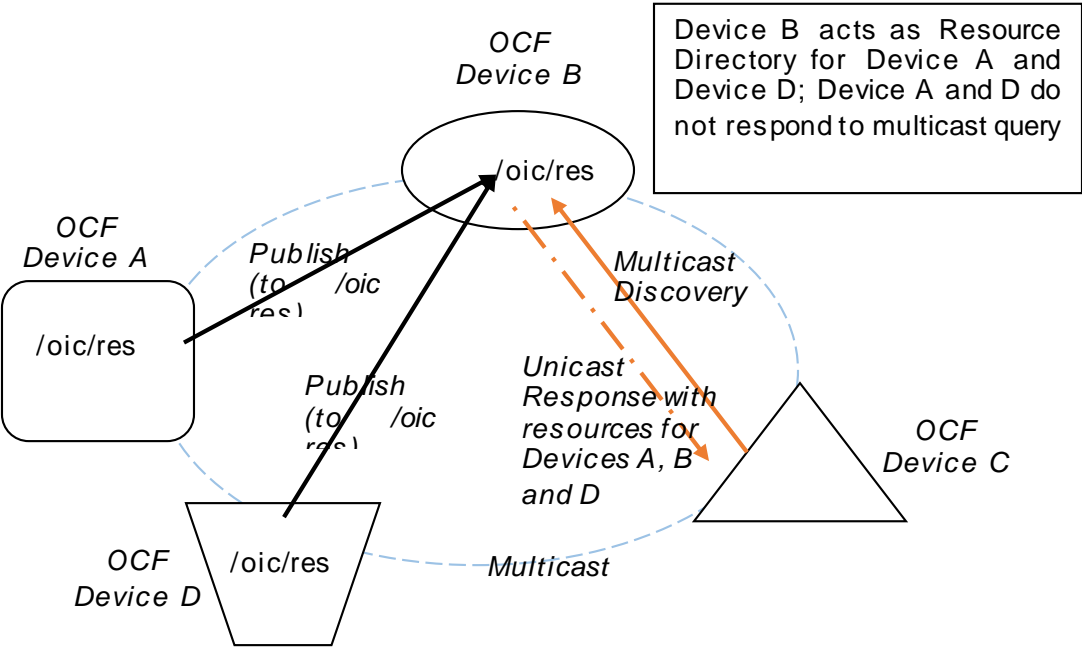 OCF
Device B
Device B acts as Resource
Directory for Device A and
Device D; Device A and D do
not respond to multicast query
/oic/res
OCF
Device A
/oic/res
Publish
(to /oic
res)
Multicast
Discovery
Publish
(to /oic
res)
Unicast
Response with
resources for
Devices A, B
and D
OCF
Device C
OCF
Device D
/oic/res
Multicast